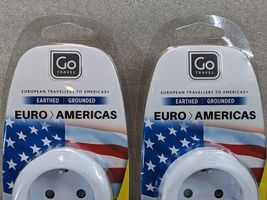 Go
TRAVEL
EUROPEAN TRAVELLERS TO AMERICAS+
EARTHED | GROUNDED
EURO > AMERICAS
Go
TRAVEL
EUROPEAN TRAVELLERS TO AMERICAS+
EARTHED | GROUNDED
EURO > AMERICAS